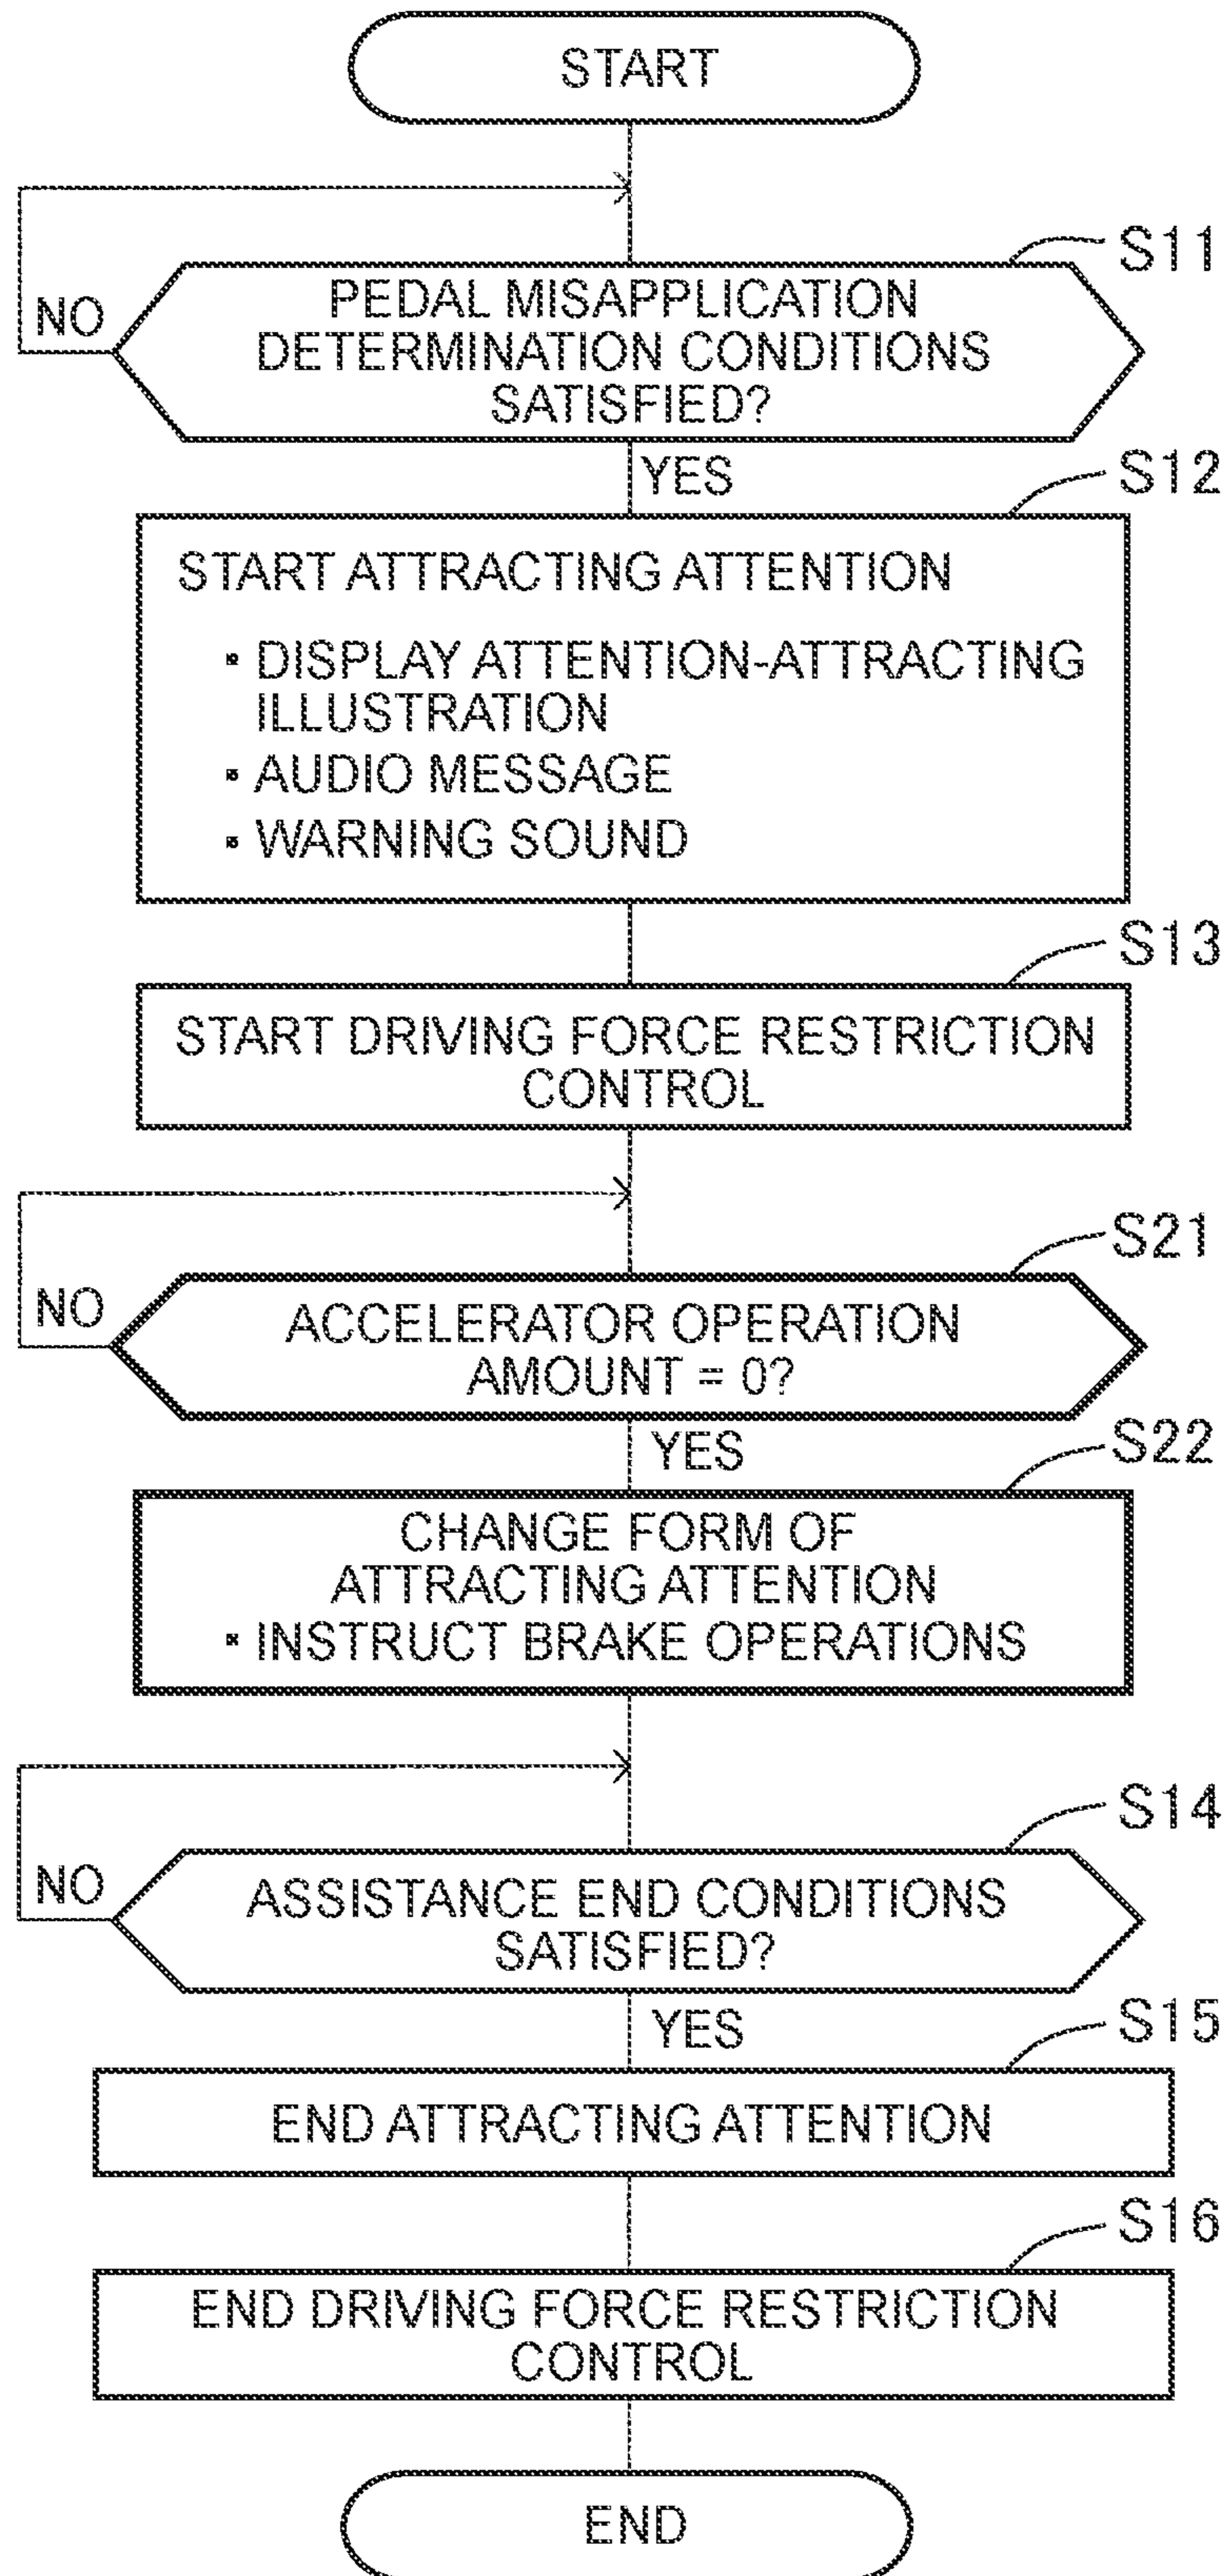 START
S11
PEDAL MISAPPLICATION
DETERMINATION CONDITIONS
SATISFIED?
NO
YES
S12
START ATTRACTING ATTENTION
▪ DISPLAY ATTENTION-ATTRACTING
ILLUSTRATION
▪ AUDIO MESSAGE
▪ WARNING SOUND
S13
START DRIVING FORCE RESTRICTION
CONTROL
S21
NO
ACCELERATOR OPERATION
AMOUNT = 0?
YES
S22
CHANGE FORM OF
ATTRACTING ATTENTION
▪ INSTRUCT BRAKE OPERATIONS
S14
NO
ASSISTANCE END CONDITIONS
SATISFIED?
YES
S15
END ATTRACTING ATTENTION
S16
END DRIVING FORCE RESTRICTION
CONTROL
END